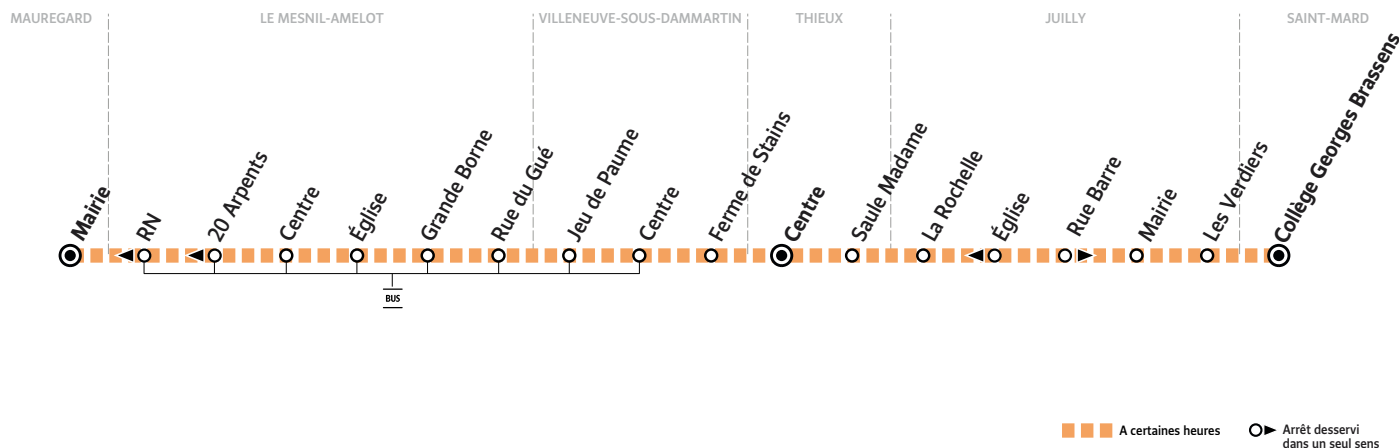 MAUREGARD
LE MESNIL-AMELOT
VILLENEUVE-SOUS-DAMMARTIN
THIEUX
JUILLY
SAINT-MARD
Mairie
RN
20 Arpents
Centre
Église
Grande Borne
Rue du Gué
Jeu de Paume
Centre
Ferme de Stains
Centre
Saule Madame
La Rochelle
Église
Rue Barre
Mairie
Les Verdiers
Collège Georges Brassens
BUS
A certaines heures
Arrêt desservi
dans un seul sens